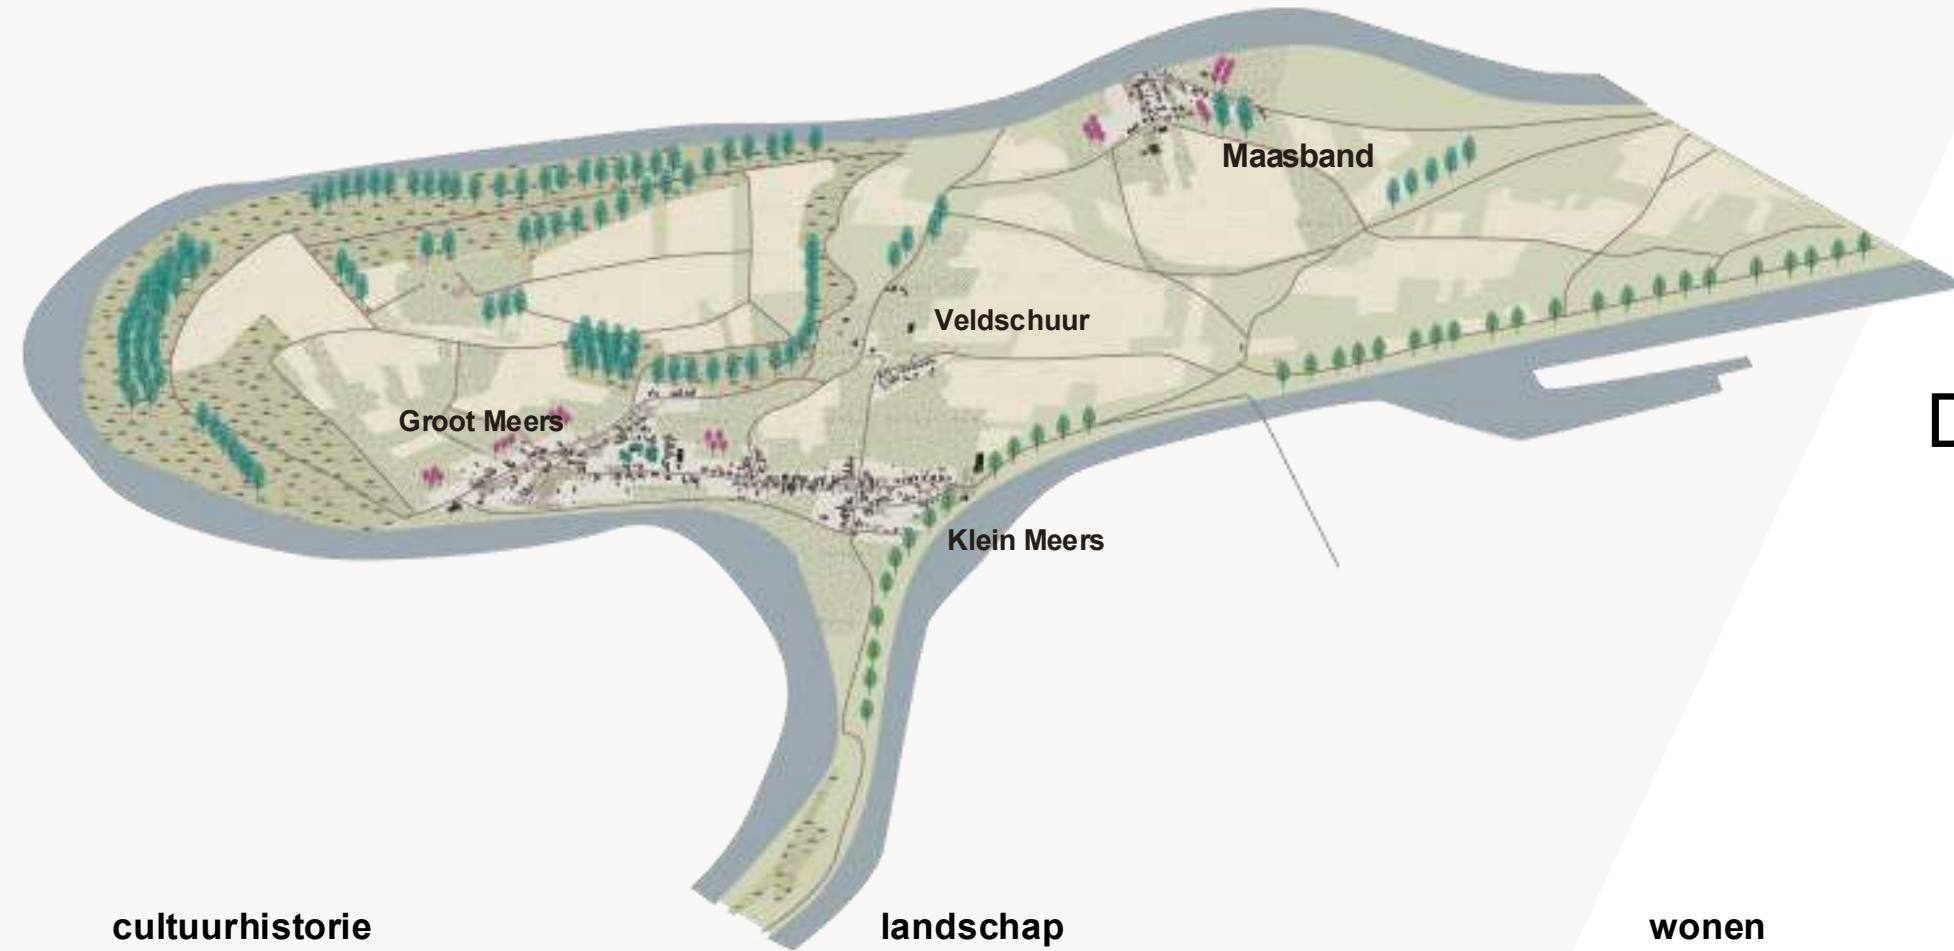 Maasband
Veldschuur
Groot Meers
Klein Meers
cultuurhistorie
landschap
wonen